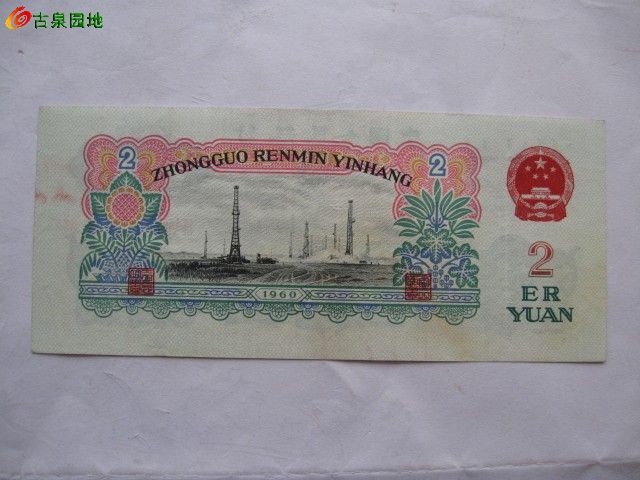 古泉园地
2
2
ZHONGGUO RENMIN YINHANG
1960
2
ER
YUAN